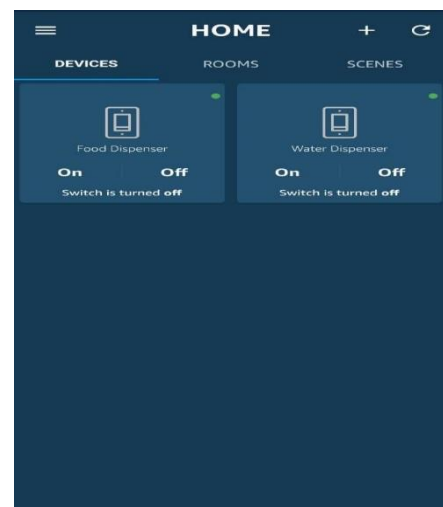 HOME
DEVICES ROOMS SCENES
Food Dispenser Water Dispenser
On Off On Off
Switch is turned off Switch is turned off